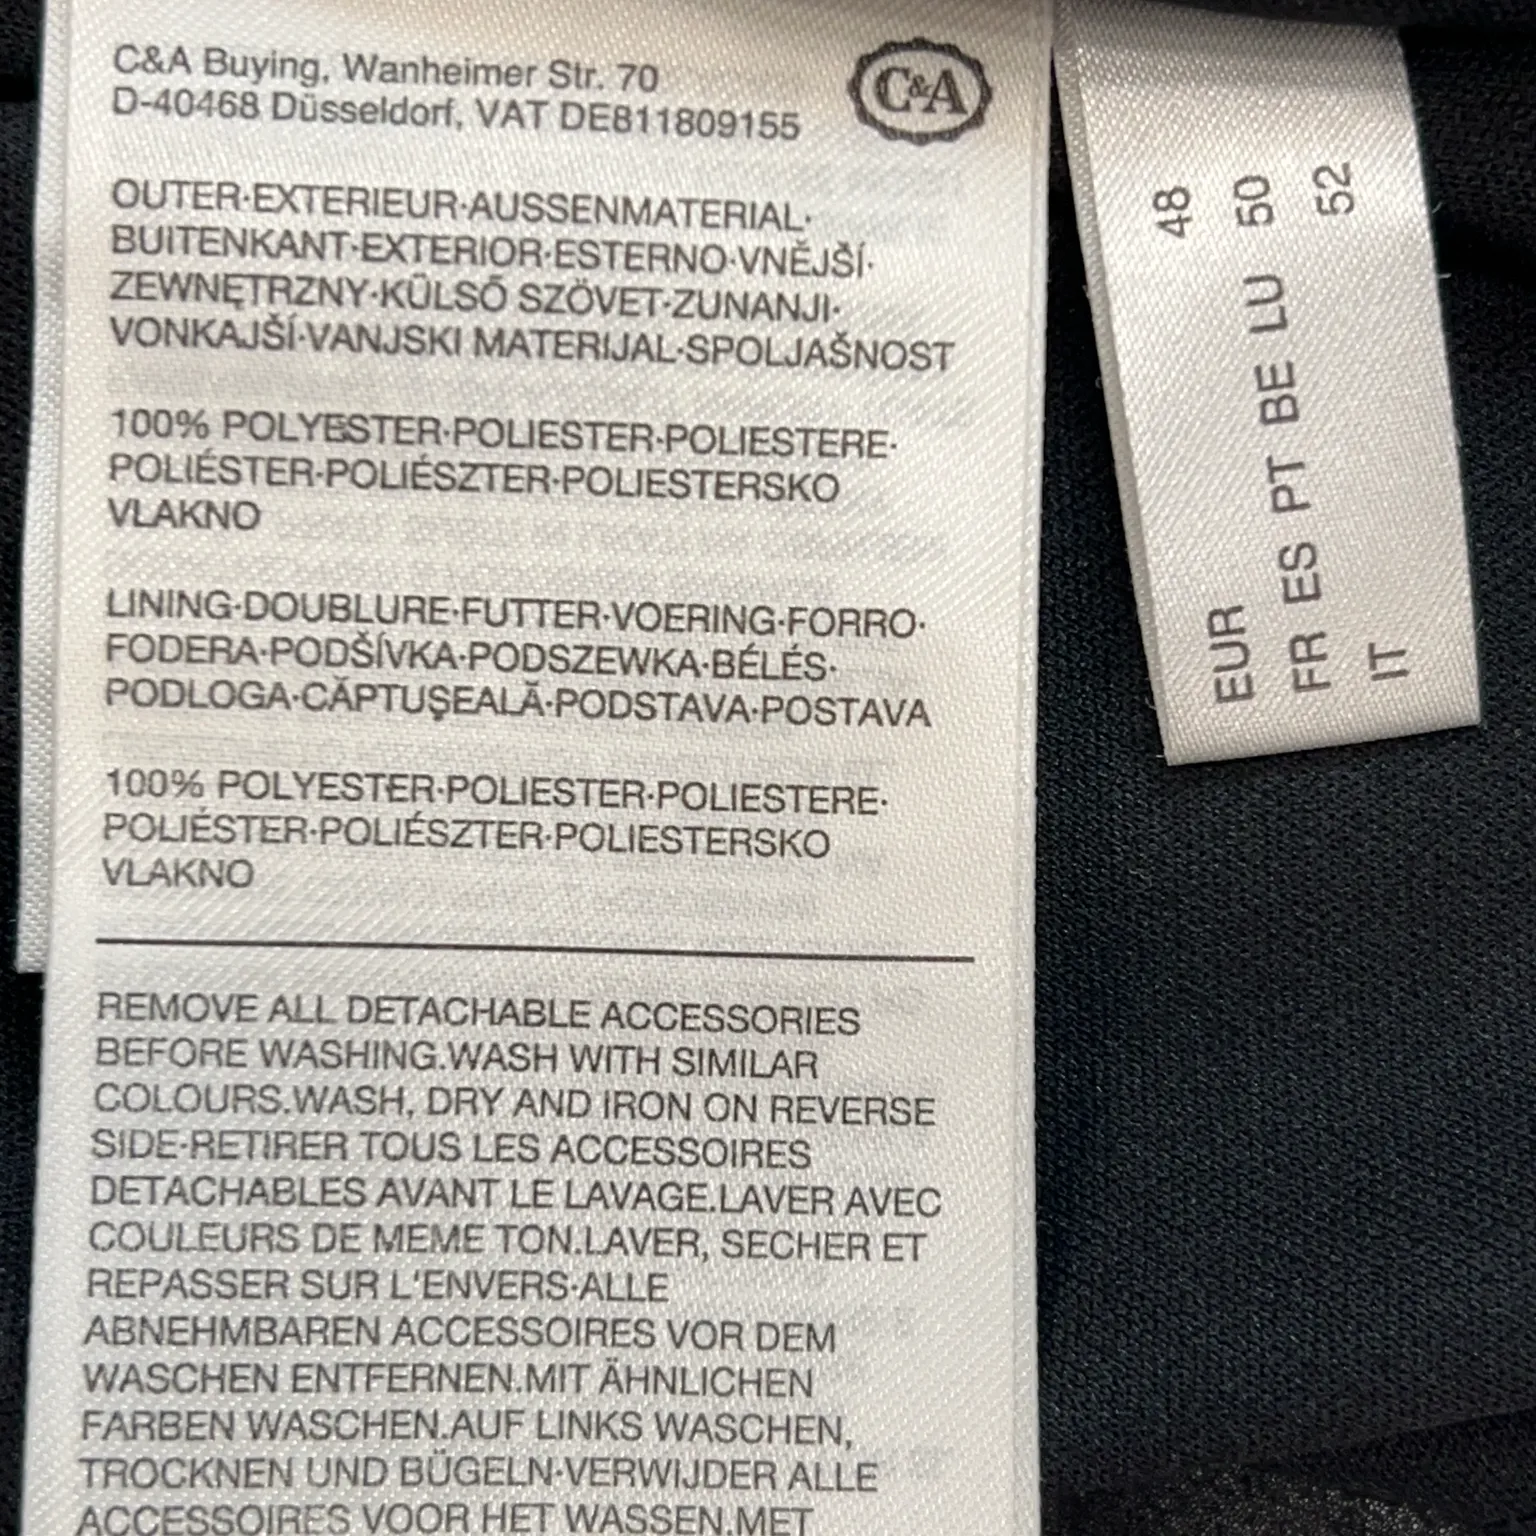 C&A Buying, Wanheimer Str. 70
D-40468 Düsseldorf, VAT DE811809155
C&A
OUTER·EXTERIEUR·AUSSENMATERIAL·
BUITENKANT·EXTERIOR·ESTERNO·VNĚJŠÍ·
ZEWNĘTRZNY·KÜLSŐ SZÖVET·ZUNANJI·
VONKAJŠÍ·VANJSKI MATERIJAL·SPOLJAŠNOST
100% POLYESTER·POLIESTER·POLIESTERE·
POLIÉSTER·POLIÉSZTER·POLIESTERSKO
VLAKNO
LINING·DOUBLURE·FUTTER·VOERING·FORRO·
FODERA·PODŠÍVKA·PODSZEWKA·BÉLÉS·
PODLOGA·CĂPTUŞEALĂ·PODSTAVA·POSTAVA
100% POLYESTER·POLIESTER·POLIESTERE·
POLIÉSTER·POLIÉSZTER·POLIESTERSKO
VLAKNO
REMOVE ALL DETACHABLE ACCESSORIES
BEFORE WASHING.WASH WITH SIMILAR
COLOURS.WASH, DRY AND IRON ON REVERSE
SIDE·RETIRER TOUS LES ACCESSOIRES
DETACHABLES AVANT LE LAVAGE.LAVER AVEC
COULEURS DE MEME TON.LAVER, SECHER ET
REPASSER SUR L'ENVERS·ALLE
ABNEHMBAREN ACCESSOIRES VOR DEM
WASCHEN ENTFERNEN.MIT ÄHNLICHEN
FARBEN WASCHEN.AUF LINKS WASCHEN,
TROCKNEN UND BÜGELN·VERWIJDER ALLE
ACCESSOIRES VOOR HET WASSEN.MET
EUR 48
FR ES PT BE LU 50
IT 52